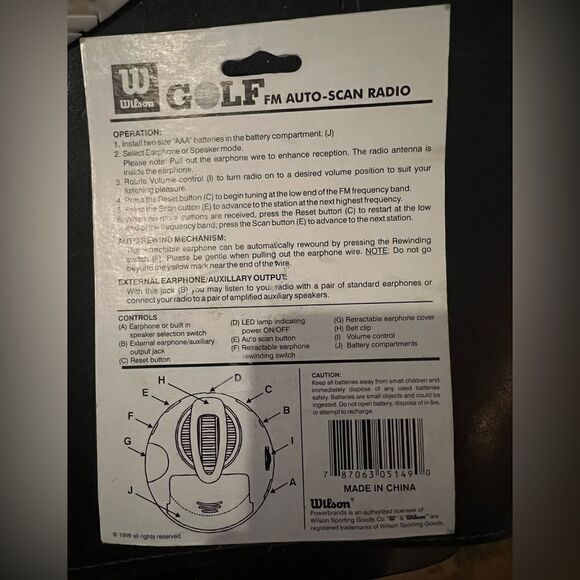 W
Wilson
GOLF FM AUTO-SCAN RADIO
OPERATION:
1. Install two size "AAA" batteries in the battery compartment. (J)
2. Select Earphone or Speaker mode.
Please note: Pull out the earphone wire to enhance reception. The radio antenna is
inside the earphone.
3. Rotate Volume control (I) to turn radio on to a desired volume position to suit your
listening pleasure.
4. Press the Reset button (C) to begin tuning at the low end of the FM frequency band.
5. Press the Scan button (E) to advance to the station at the next highest frequency.
6. When no more stations are received, press the Reset button (C) to restart at the low
end of the frequency band; press the Scan button (E) to advance to the next station.
AUTO REWIND MECHANISM:
The retractable earphone can be automatically rewound by pressing the Rewinding
switch (F). Please be gentle when pulling out the earphone wire. NOTE: Do not go
beyond the yellow mark near the end of the wire.
EXTERNAL EARPHONE/AUXILLARY OUTPUT:
With this jack (B) you may listen to your radio with a pair of standard earphones or
connect your radio to a pair of amplified auxiliary speakers.
CONTROLS
(A) Earphone or built in
speaker selection switch
(B) External earphone/auxiliary
output jack
(C) Reset button
(D) LED lamp indicating
power ON/OFF
(E) Auto scan button
(F) Retractable earphone
rewinding switch
(G) Retractable earphone cover
(H) Belt clip
(I) Volume control
(J) Battery compartments
H
D
E
C
F
B
G
I
J
A
© 1999 all rights reserved.
CAUTION:
Keep all batteries away from small children and
immediately dispose of any used batteries
safely. Batteries are small objects and could be
ingested. Do not open battery, dispose of in fire,
or attempt to recharge.
7 87063 05149 0
MADE IN CHINA
Wilson®
Powerbrands is an authorized licensee of
Wilson Sporting Goods Co. "W"® & Wilson™ are
registered trademarks of Wilson Sporting Goods.